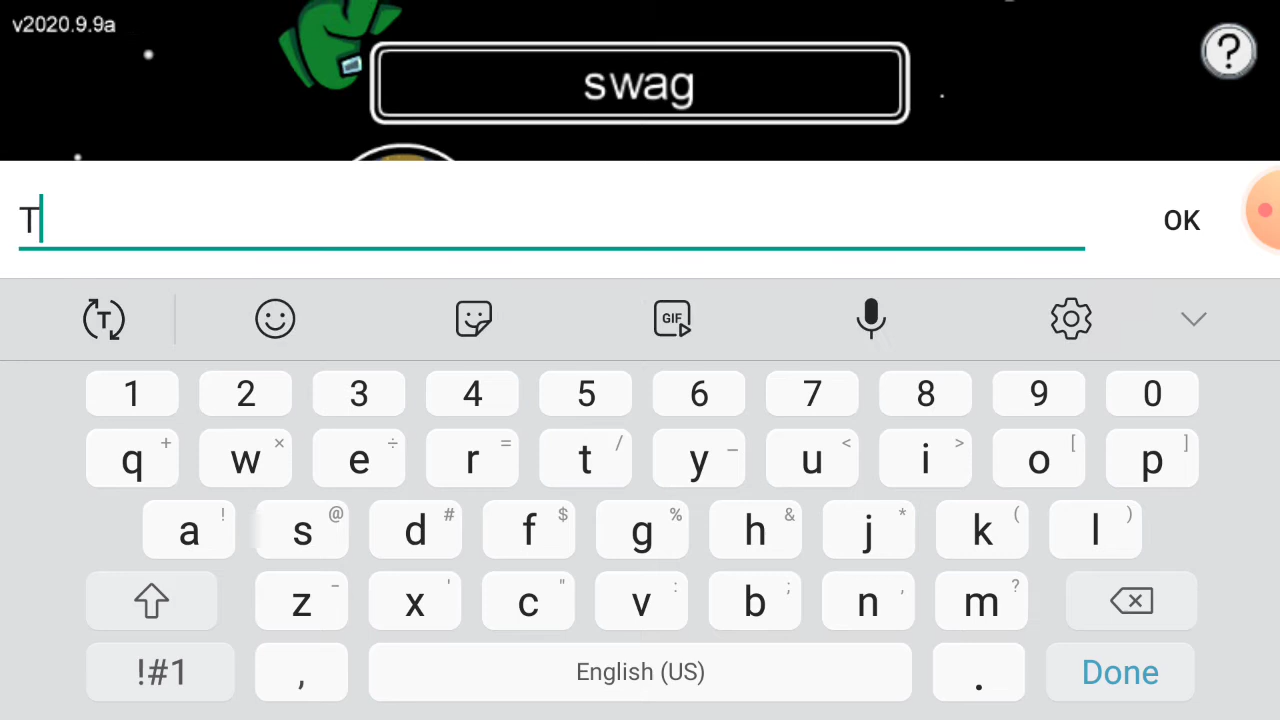 v2020.9.9a
swag
?
T
OK
T
GIF
1 2 3 4 5 6 7 8 9 0
q + w × e ÷ r = t / y _ u < i > o [ p ]
a ! s @ d # f $ g % h & j * k ( l )
z - x ' c " v : b ; n , m ?
!#1 , English (US) . Done